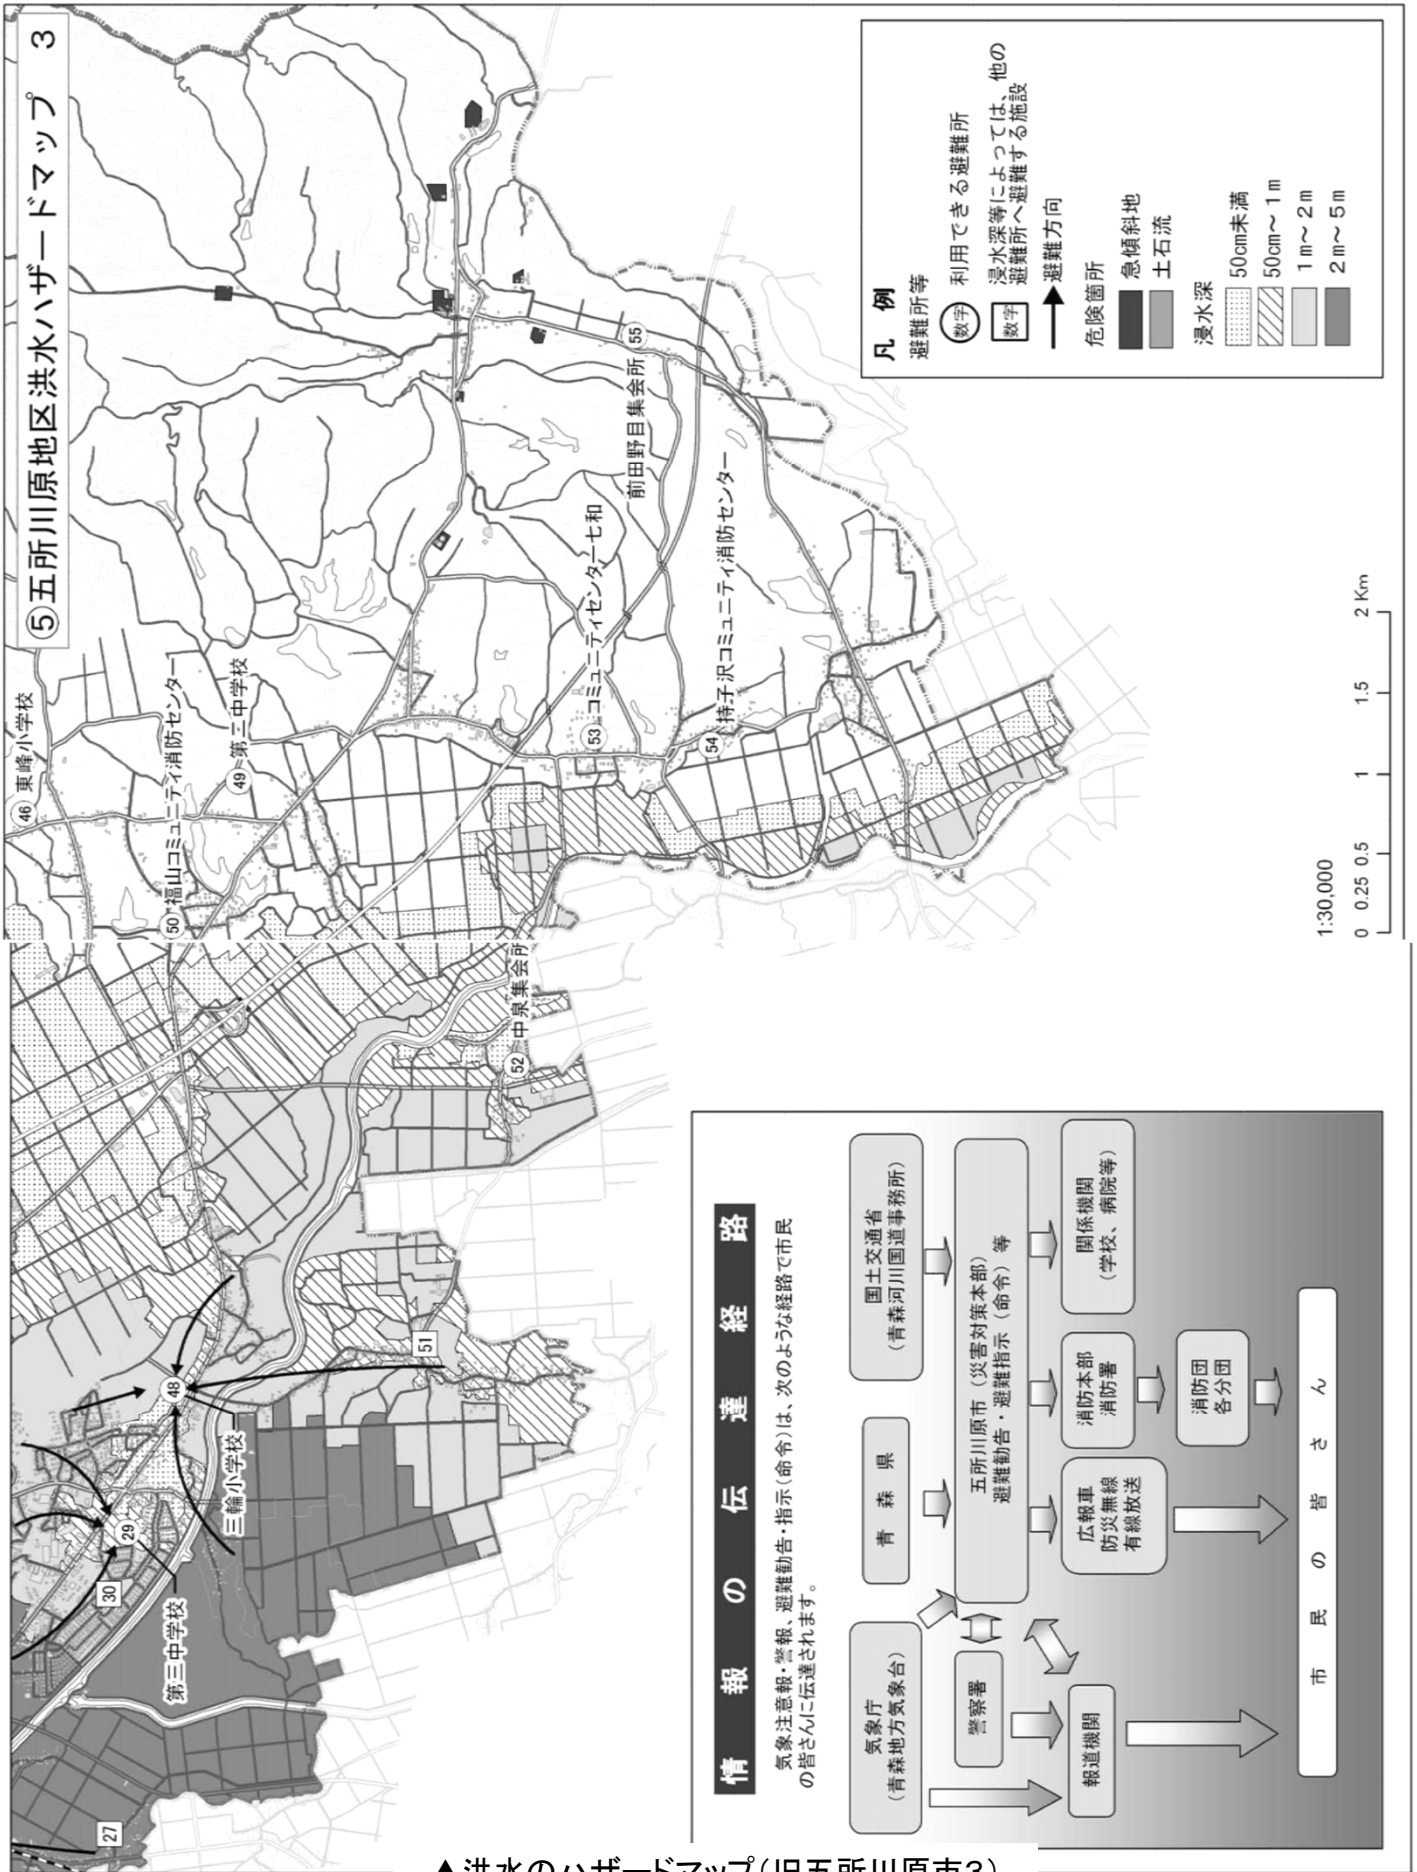 ⑤五所川原地区洪水ハザードマップ　3
46 東峰小学校
50 福山コミュニティ消防センター
49 第二中学校
53 コミュニティセンター七和
前田野目集会所
55
54 持子沢コミュニティ消防センター
52 中泉集会所
48
三輪小学校
51
29
30
第三中学校
27
凡 例
避難所等
数字 利用できる避難所
数字 浸水深等によっては、他の
避難所へ避難する施設
避難方向
危険箇所
急傾斜地
土石流
浸水深
50cm未満
50cm～1m
1m～2m
2m～5m
1:30,000
0 0.25 0.5 1 1.5 2 Km
情報の伝達経路
気象注意報・警報、避難勧告・指示(命令)は、次のような経路で市民
の皆さんに伝達されます。
気象庁
(青森地方気象台)
青森県
国土交通省
(青森河川国道事務所)
警察署
五所川原市(災害対策本部)
避難勧告・避難指示(命令)等
報道機関
広報車
防災無線
有線放送
消防本部
消防署
関係機関
(学校、病院等)
消防団
各分団
市民の皆さん
▲洪水のハザードマップ(旧五所川原市3)